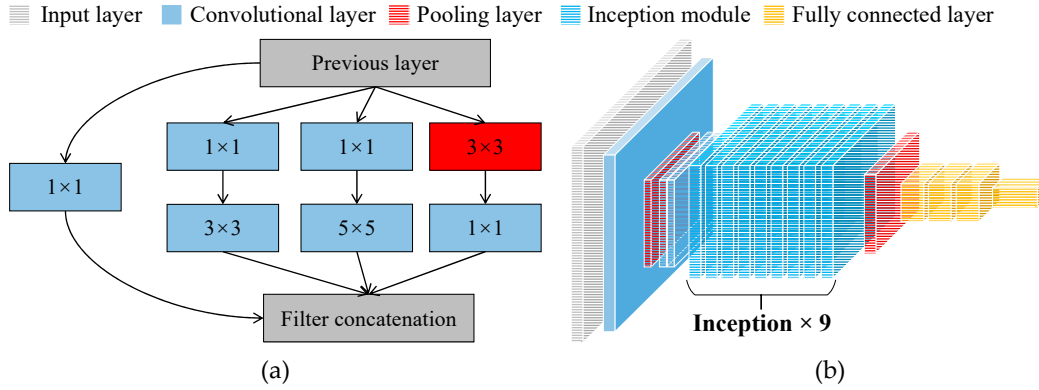 Input layer Convolutional layer Pooling layer Inception module Fully connected layer
Previous layer
1×1 1×1 3×3
1×1
3×3 5×5 1×1
Filter concatenation
Inception × 9
(a) (b)